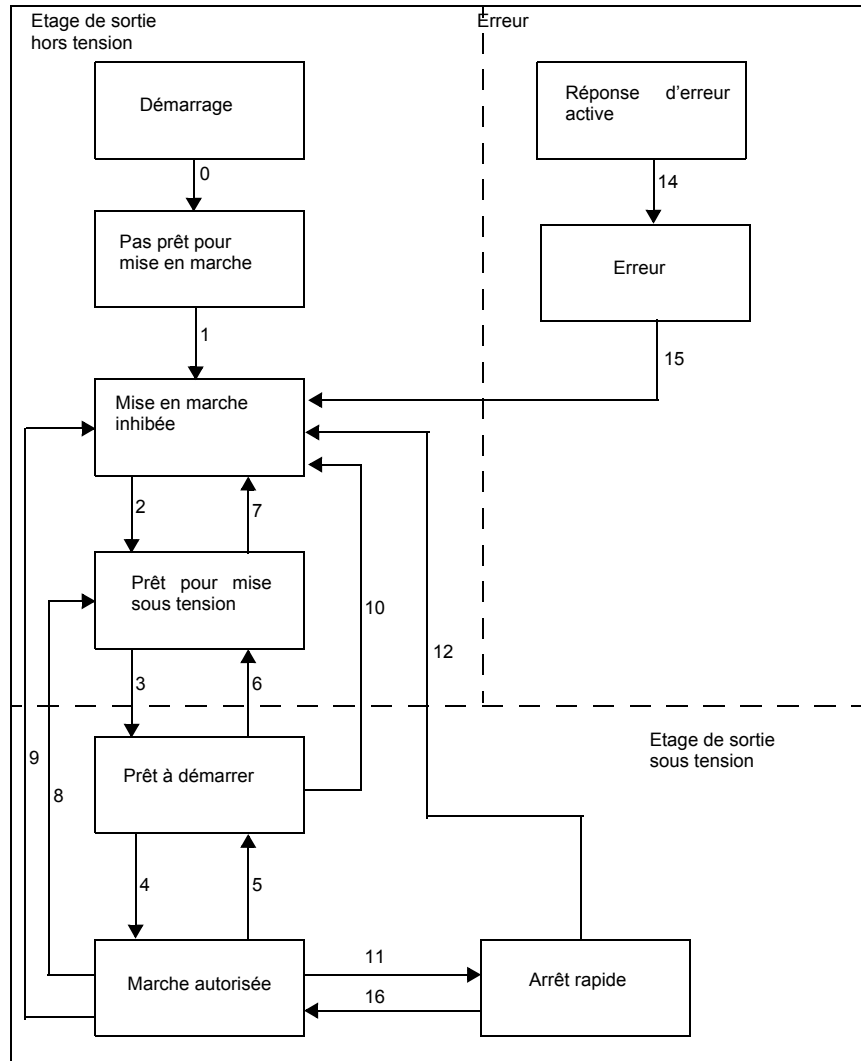 Etage de sortie
hors tension
Erreur
Démarrage
Réponse d'erreur
active
0
14
Pas prêt pour
mise en marche
Erreur
1
15
Mise en marche
inhibée
2
7
Prêt pour mise
sous tension
10
12
3
6
Etage de sortie
sous tension
9
8
Prêt à démarrer
4
5
11
Marche autorisée
Arrêt rapide
16